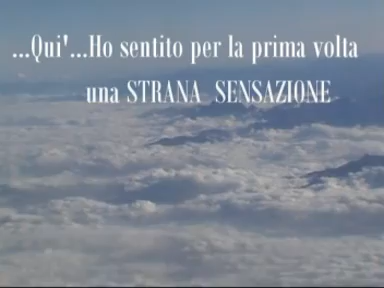 ...Qui'...Ho sentito per la prima volta
una STRANA SENSAZIONE